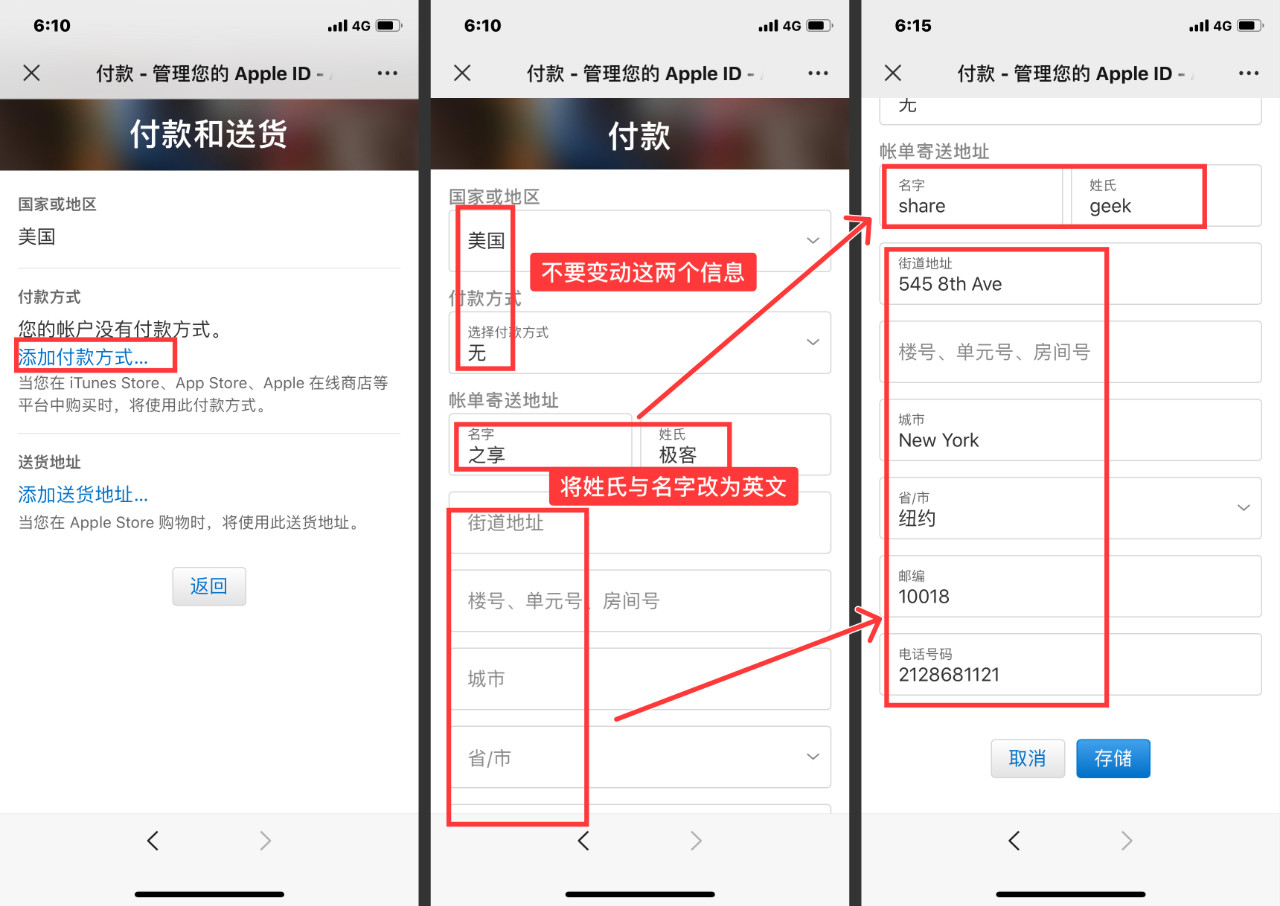 6:10
4G
付款 - 管理您的 Apple ID -
付款和送货
国家或地区
美国
付款方式
您的帐户没有付款方式。
添加付款方式...
当您在 iTunes Store、App Store、Apple 在线商店等
平台中购买时，将使用此付款方式。
送货地址
添加送货地址...
当您在 Apple Store 购物时，将使用此送货地址。
返回
6:10
4G
付款 - 管理您的 Apple ID -
付款
国家或地区
美国
不要变动这两个信息
付款方式
选择付款方式
无
帐单寄送地址
名字
之享
姓氏
极客
将姓氏与名字改为英文
街道地址
楼号、单元号、房间号
城市
省/市
6:15
4G
付款 - 管理您的 Apple ID -
无
帐单寄送地址
名字
share
姓氏
geek
街道地址
545 8th Ave
楼号、单元号、房间号
城市
New York
省/市
纽约
邮编
10018
电话号码
2128681121
取消
存储